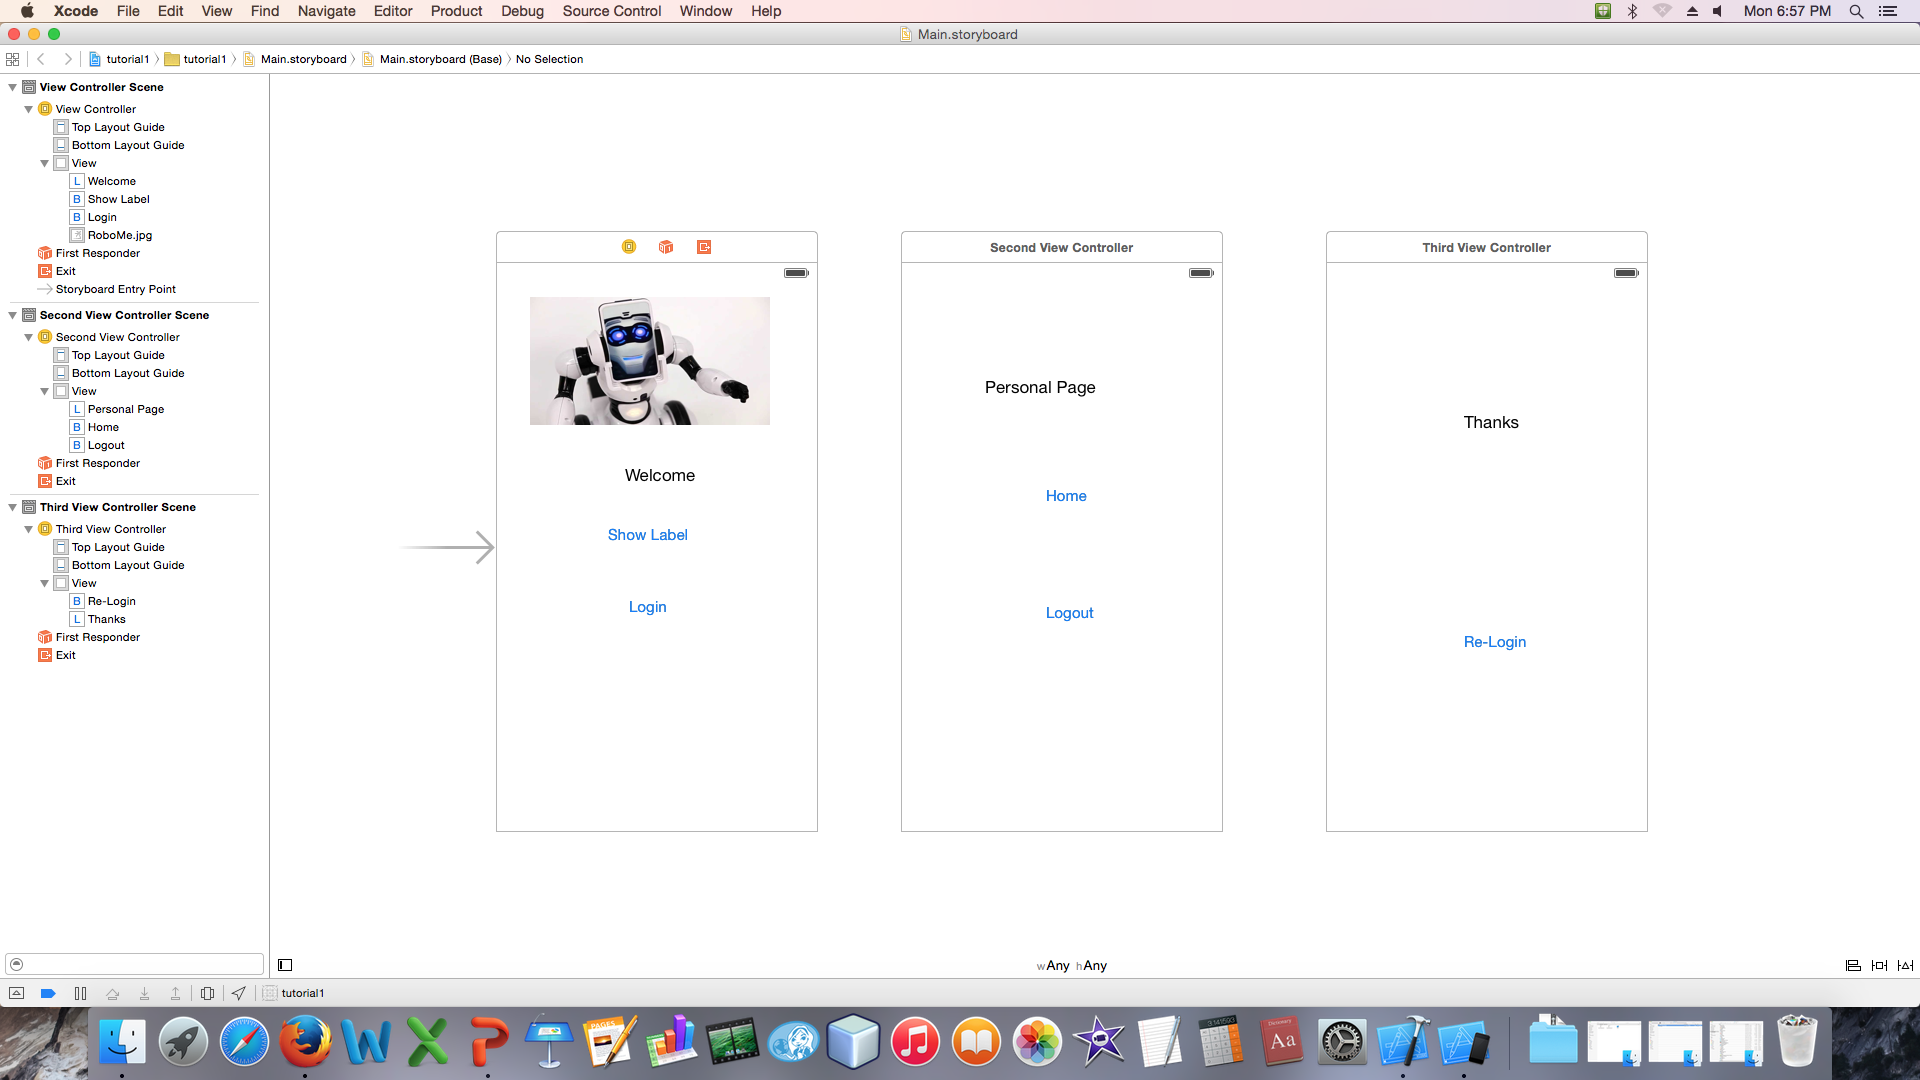 Xcode File Edit View Find Navigate Editor Product Debug Source Control Window Help Mon 6:57 PM
Main.storyboard
tutorial1 tutorial1 Main.storyboard Main.storyboard (Base) No Selection
View Controller Scene
View Controller
Top Layout Guide
Bottom Layout Guide
View
L Welcome
B Show Label
B Login
RoboMe.jpg
First Responder
Exit
Storyboard Entry Point
Second View Controller Scene
Second View Controller
Top Layout Guide
Bottom Layout Guide
View
L Personal Page
B Home
B Logout
First Responder
Exit
Third View Controller Scene
Third View Controller
Top Layout Guide
Bottom Layout Guide
View
B Re-Login
L Thanks
First Responder
Exit
Welcome
Show Label
Login
Second View Controller
Personal Page
Home
Logout
Third View Controller
Thanks
Re-Login
wAny hAny
tutorial1
PAGES
3.141593
Dictionary
Aa